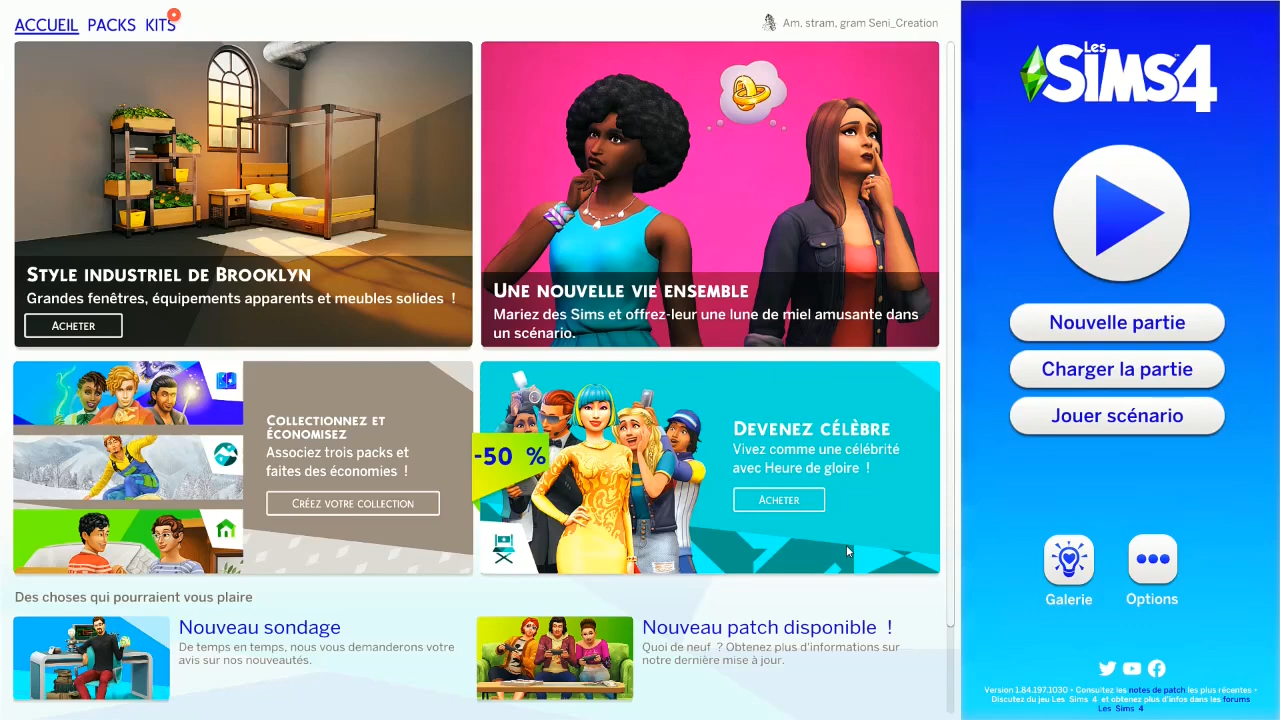 ACCUEIL PACKS KITS
Am, stram, gram Seni_Creation
STYLE INDUSTRIEL DE BROOKLYN
Grandes fenêtres, équipements apparents et meubles solides !
ACHETER
UNE NOUVELLE VIE ENSEMBLE
Mariez des Sims et offrez-leur une lune de miel amusante dans
un scénario.
COLLECTIONNEZ ET
ÉCONOMISEZ
Associez trois packs et
faites des économies !
CRÉEZ VOTRE COLLECTION
-50 %
DEVENEZ CÉLÈBRE
Vivez comme une célébrité
avec Heure de gloire !
ACHETER
Des choses qui pourraient vous plaire
Nouveau sondage
De temps en temps, nous vous demanderons votre
avis sur nos nouveautés.
Nouveau patch disponible !
Quoi de neuf ? Obtenez plus d'informations sur
notre dernière mise à jour.
Les
SIMS4
Nouvelle partie
Charger la partie
Jouer scénario
Galerie
Options
Version 1.84.197.1030 - Consultez les notes de patch les plus récentes -
Discutez du jeu Les Sims 4 et obtenez plus d'infos dans les forums
Les Sims 4